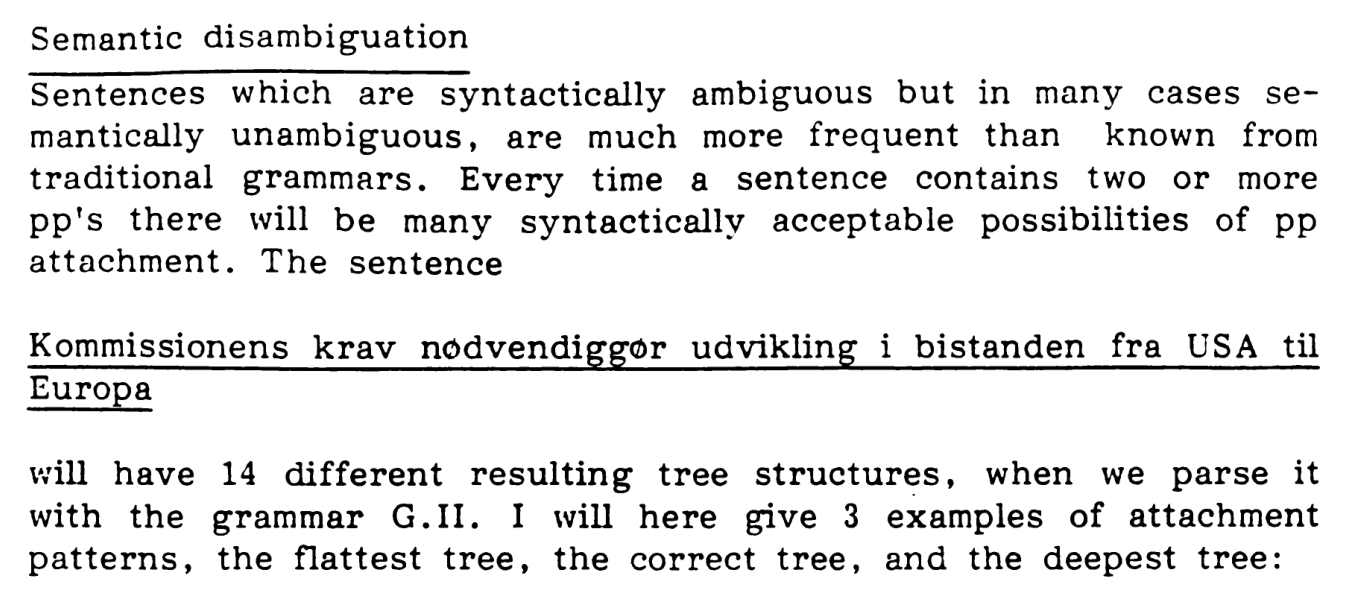 Semantic disambiguation
Sentences which are syntactically ambiguous but in many cases se-
mantically unambiguous, are much more frequent than known from
traditional grammars. Every time a sentence contains two or more
pp's there will be many syntactically acceptable possibilities of pp
attachment. The sentence
Kommissionens krav nødvendiggør udvikling i bistanden fra USA til
Europa
will have 14 different resulting tree structures, when we parse it
with the grammar G.II. I will here give 3 examples of attachment
patterns, the flattest tree, the correct tree, and the deepest tree: